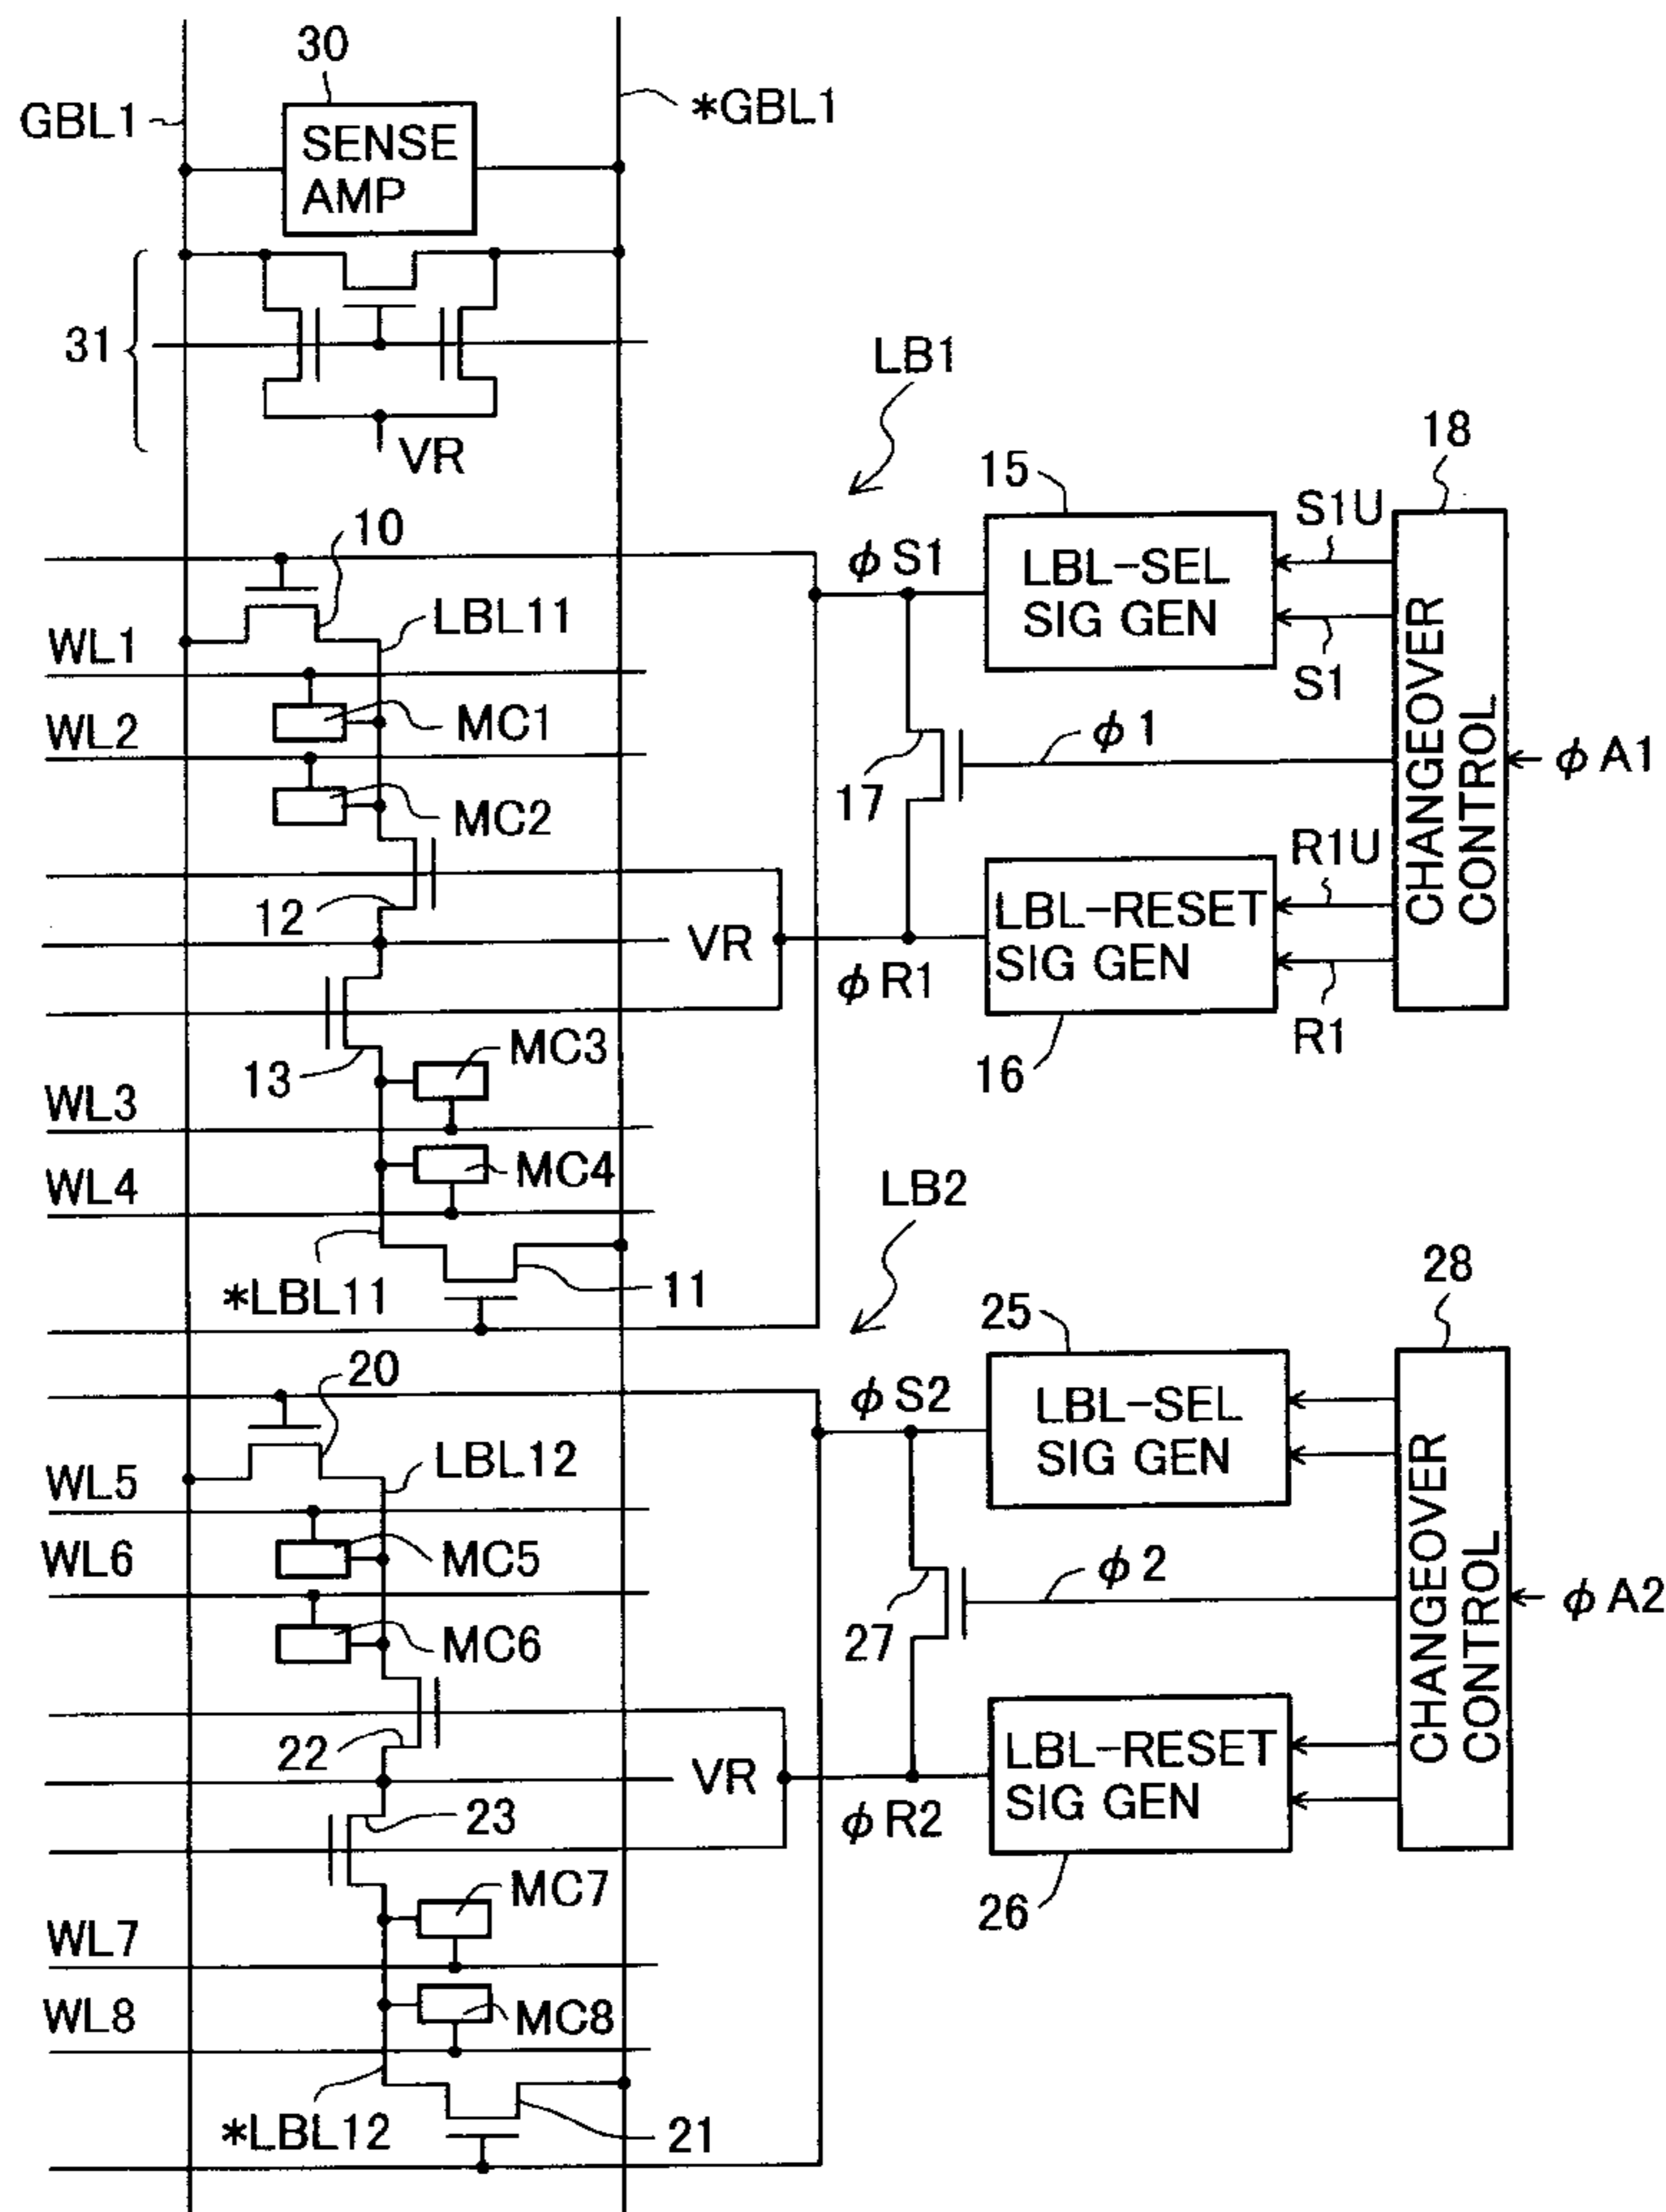 30
GBL1
*GBL1
SENSE
AMP
31
VR
LB1
18
15
S1U
10
φS1
LBL-SEL
SIG GEN
LBL11
WL1
S1
MC1
WL2
φ1
CHANGEOVER
CONTROL
φA1
17
MC2
R1U
12
LBL-RESET
SIG GEN
VR
φR1
R1
MC3
13
16
WL3
MC4
WL4
LB2
28
*LBL11
11
25
20
φS2
LBL-SEL
SIG GEN
LBL12
WL5
MC5
WL6
φ2
CHANGEOVER
CONTROL
φA2
27
MC6
22
LBL-RESET
SIG GEN
VR
23
φR2
MC7
26
WL7
WL8
MC8
*LBL12
21